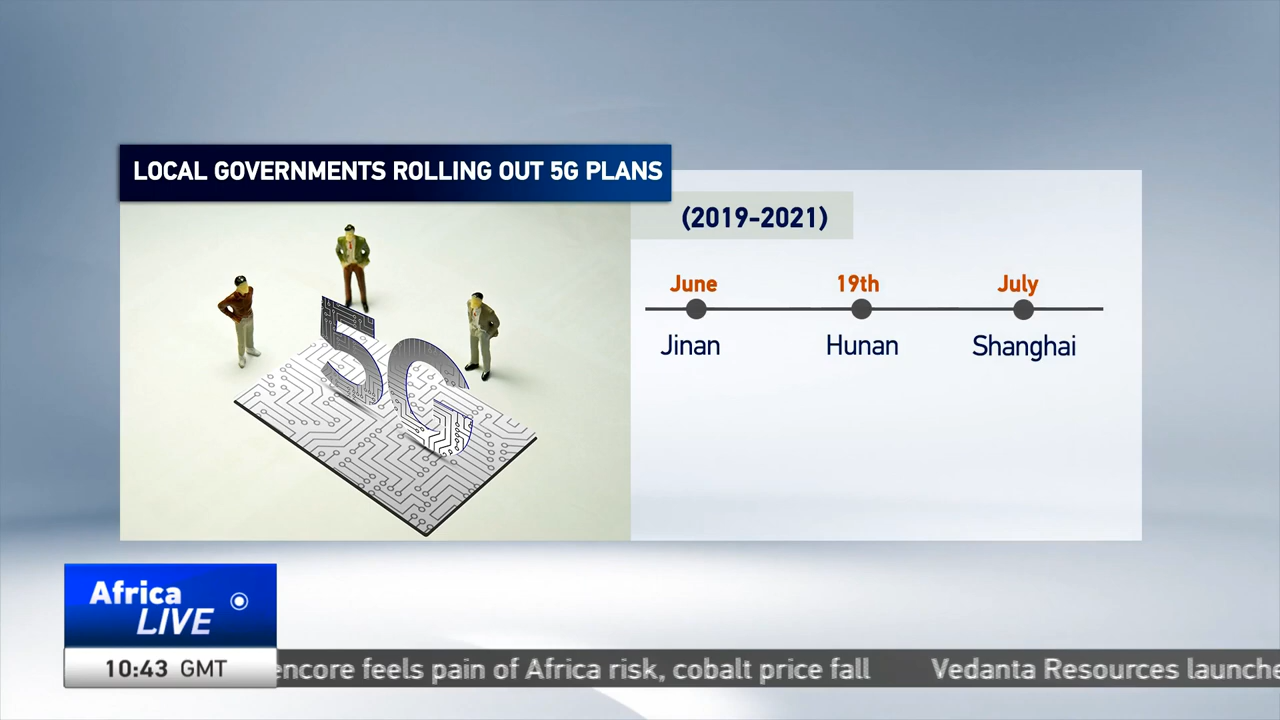 LOCAL GOVERNMENTS ROLLING OUT 5G PLANS
(2019-2021)
June 19th July
Jinan Hunan Shanghai
5G
Africa
LIVE
10:43 GMT
encore feels pain of Africa risk, cobalt price fall Vedanta Resources launche